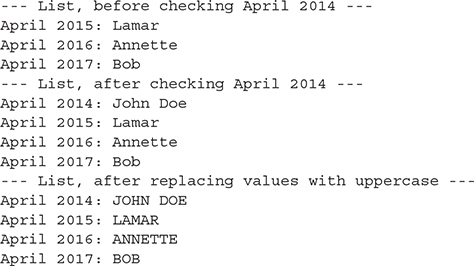 --- List, before checking April 2014 ---
April 2015: Lamar
April 2016: Annette
April 2017: Bob
--- List, after checking April 2014 ---
April 2014: John Doe
April 2015: Lamar
April 2016: Annette
April 2017: Bob
--- List, after replacing values with uppercase ---
April 2014: JOHN DOE
April 2015: LAMAR
April 2016: ANNETTE
April 2017: BOB